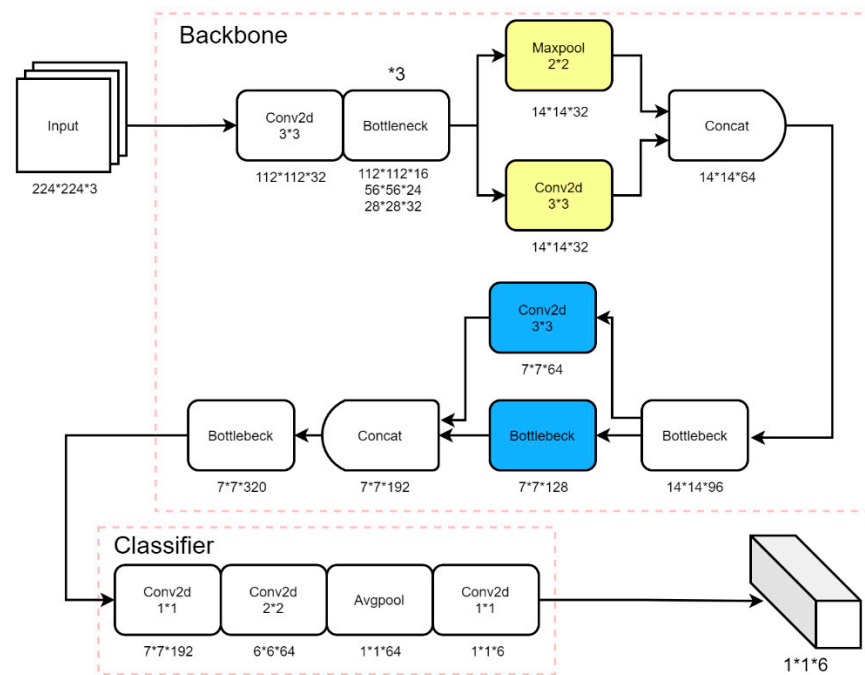 Backbone
Input
224*224*3
Conv2d
3*3
112*112*32
*3
Bottleneck
112*112*16
56*56*24
28*28*32
Maxpool
2*2
14*14*32
Conv2d
3*3
14*14*32
Concat
14*14*64
Bottlebeck
14*14*96
Conv2d
3*3
7*7*64
Bottlebeck
7*7*128
Concat
7*7*192
Bottlebeck
7*7*320
Classifier
Conv2d
1*1
7*7*192
Conv2d
2*2
6*6*64
Avgpool
1*1*64
Conv2d
1*1
1*1*6
1*1*6